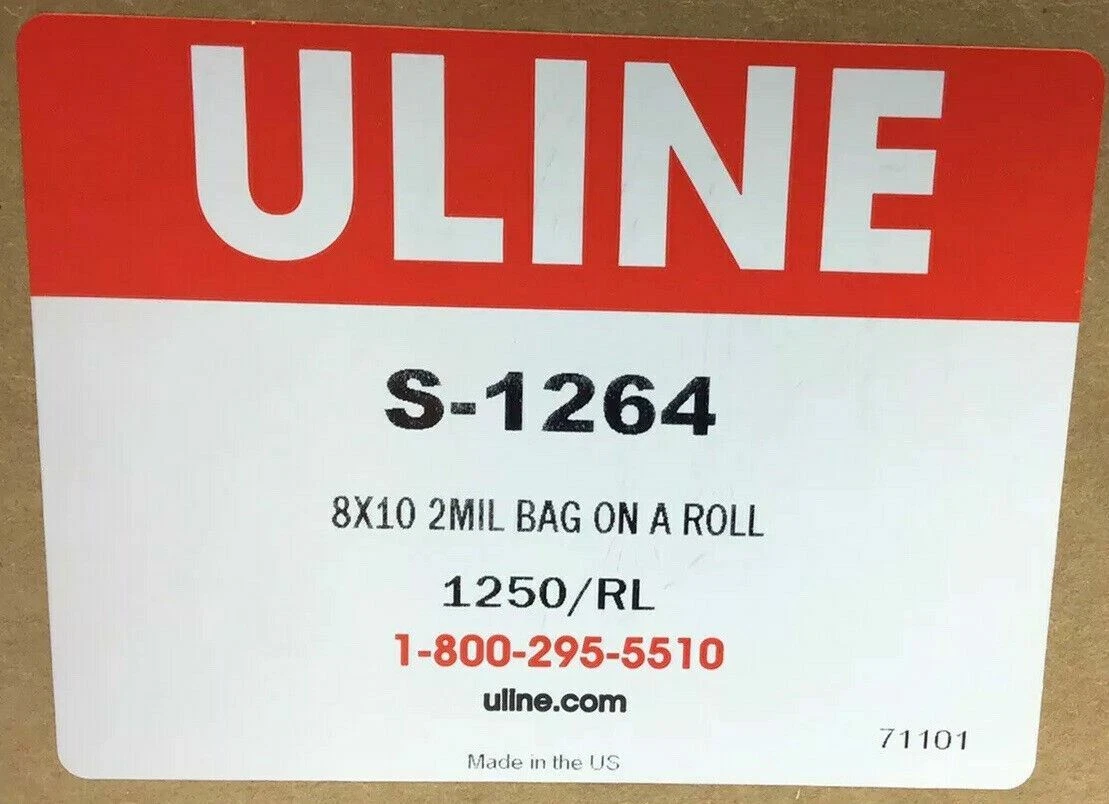 ULINE
S-1264
8X10 2MIL BAG ON A ROLL
1250/RL
1-800-295-5510
uline.com
71101
Made in the US